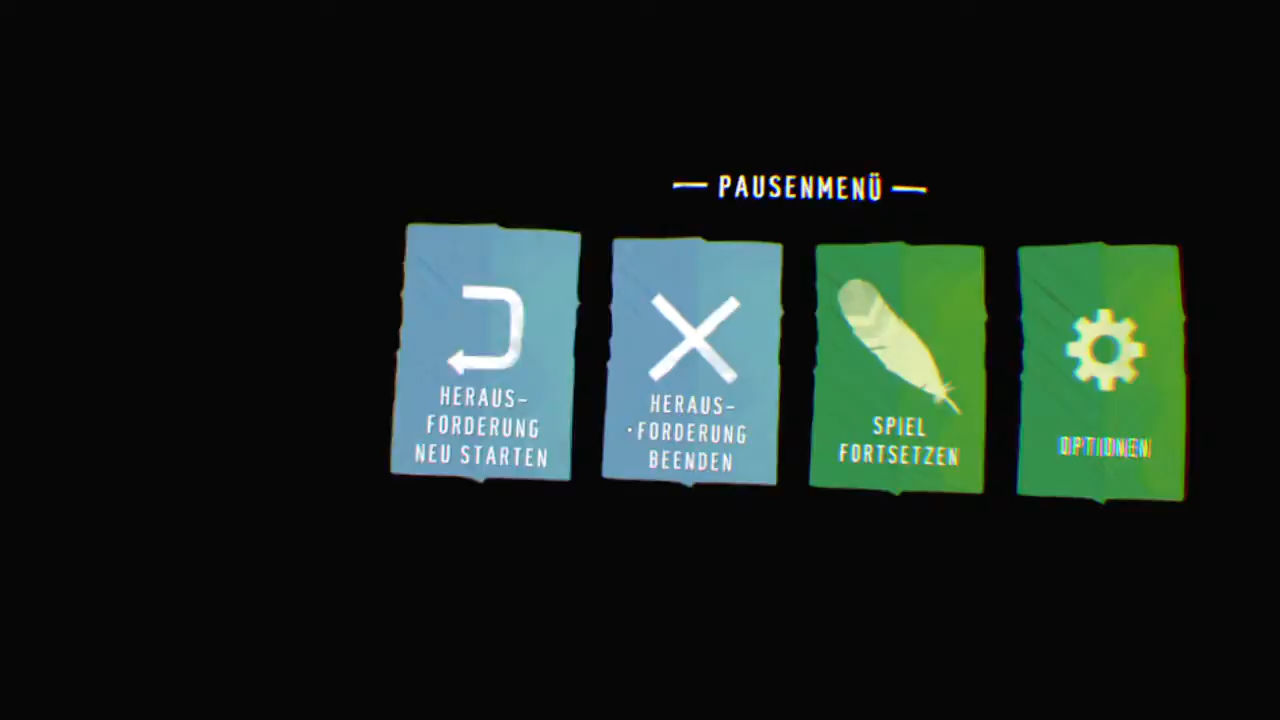 PAUSENMENÜ
HERAUS-
FORDERUNG
NEU STARTEN
HERAUS-
FORDERUNG
BEENDEN
SPIEL
FORTSETZEN
OPTIONEN